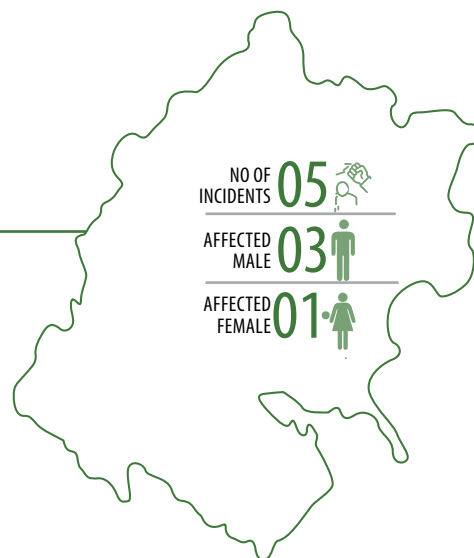 NO OF
INCIDENTS 05
AFFECTED
MALE 03
AFFECTED
FEMALE 01